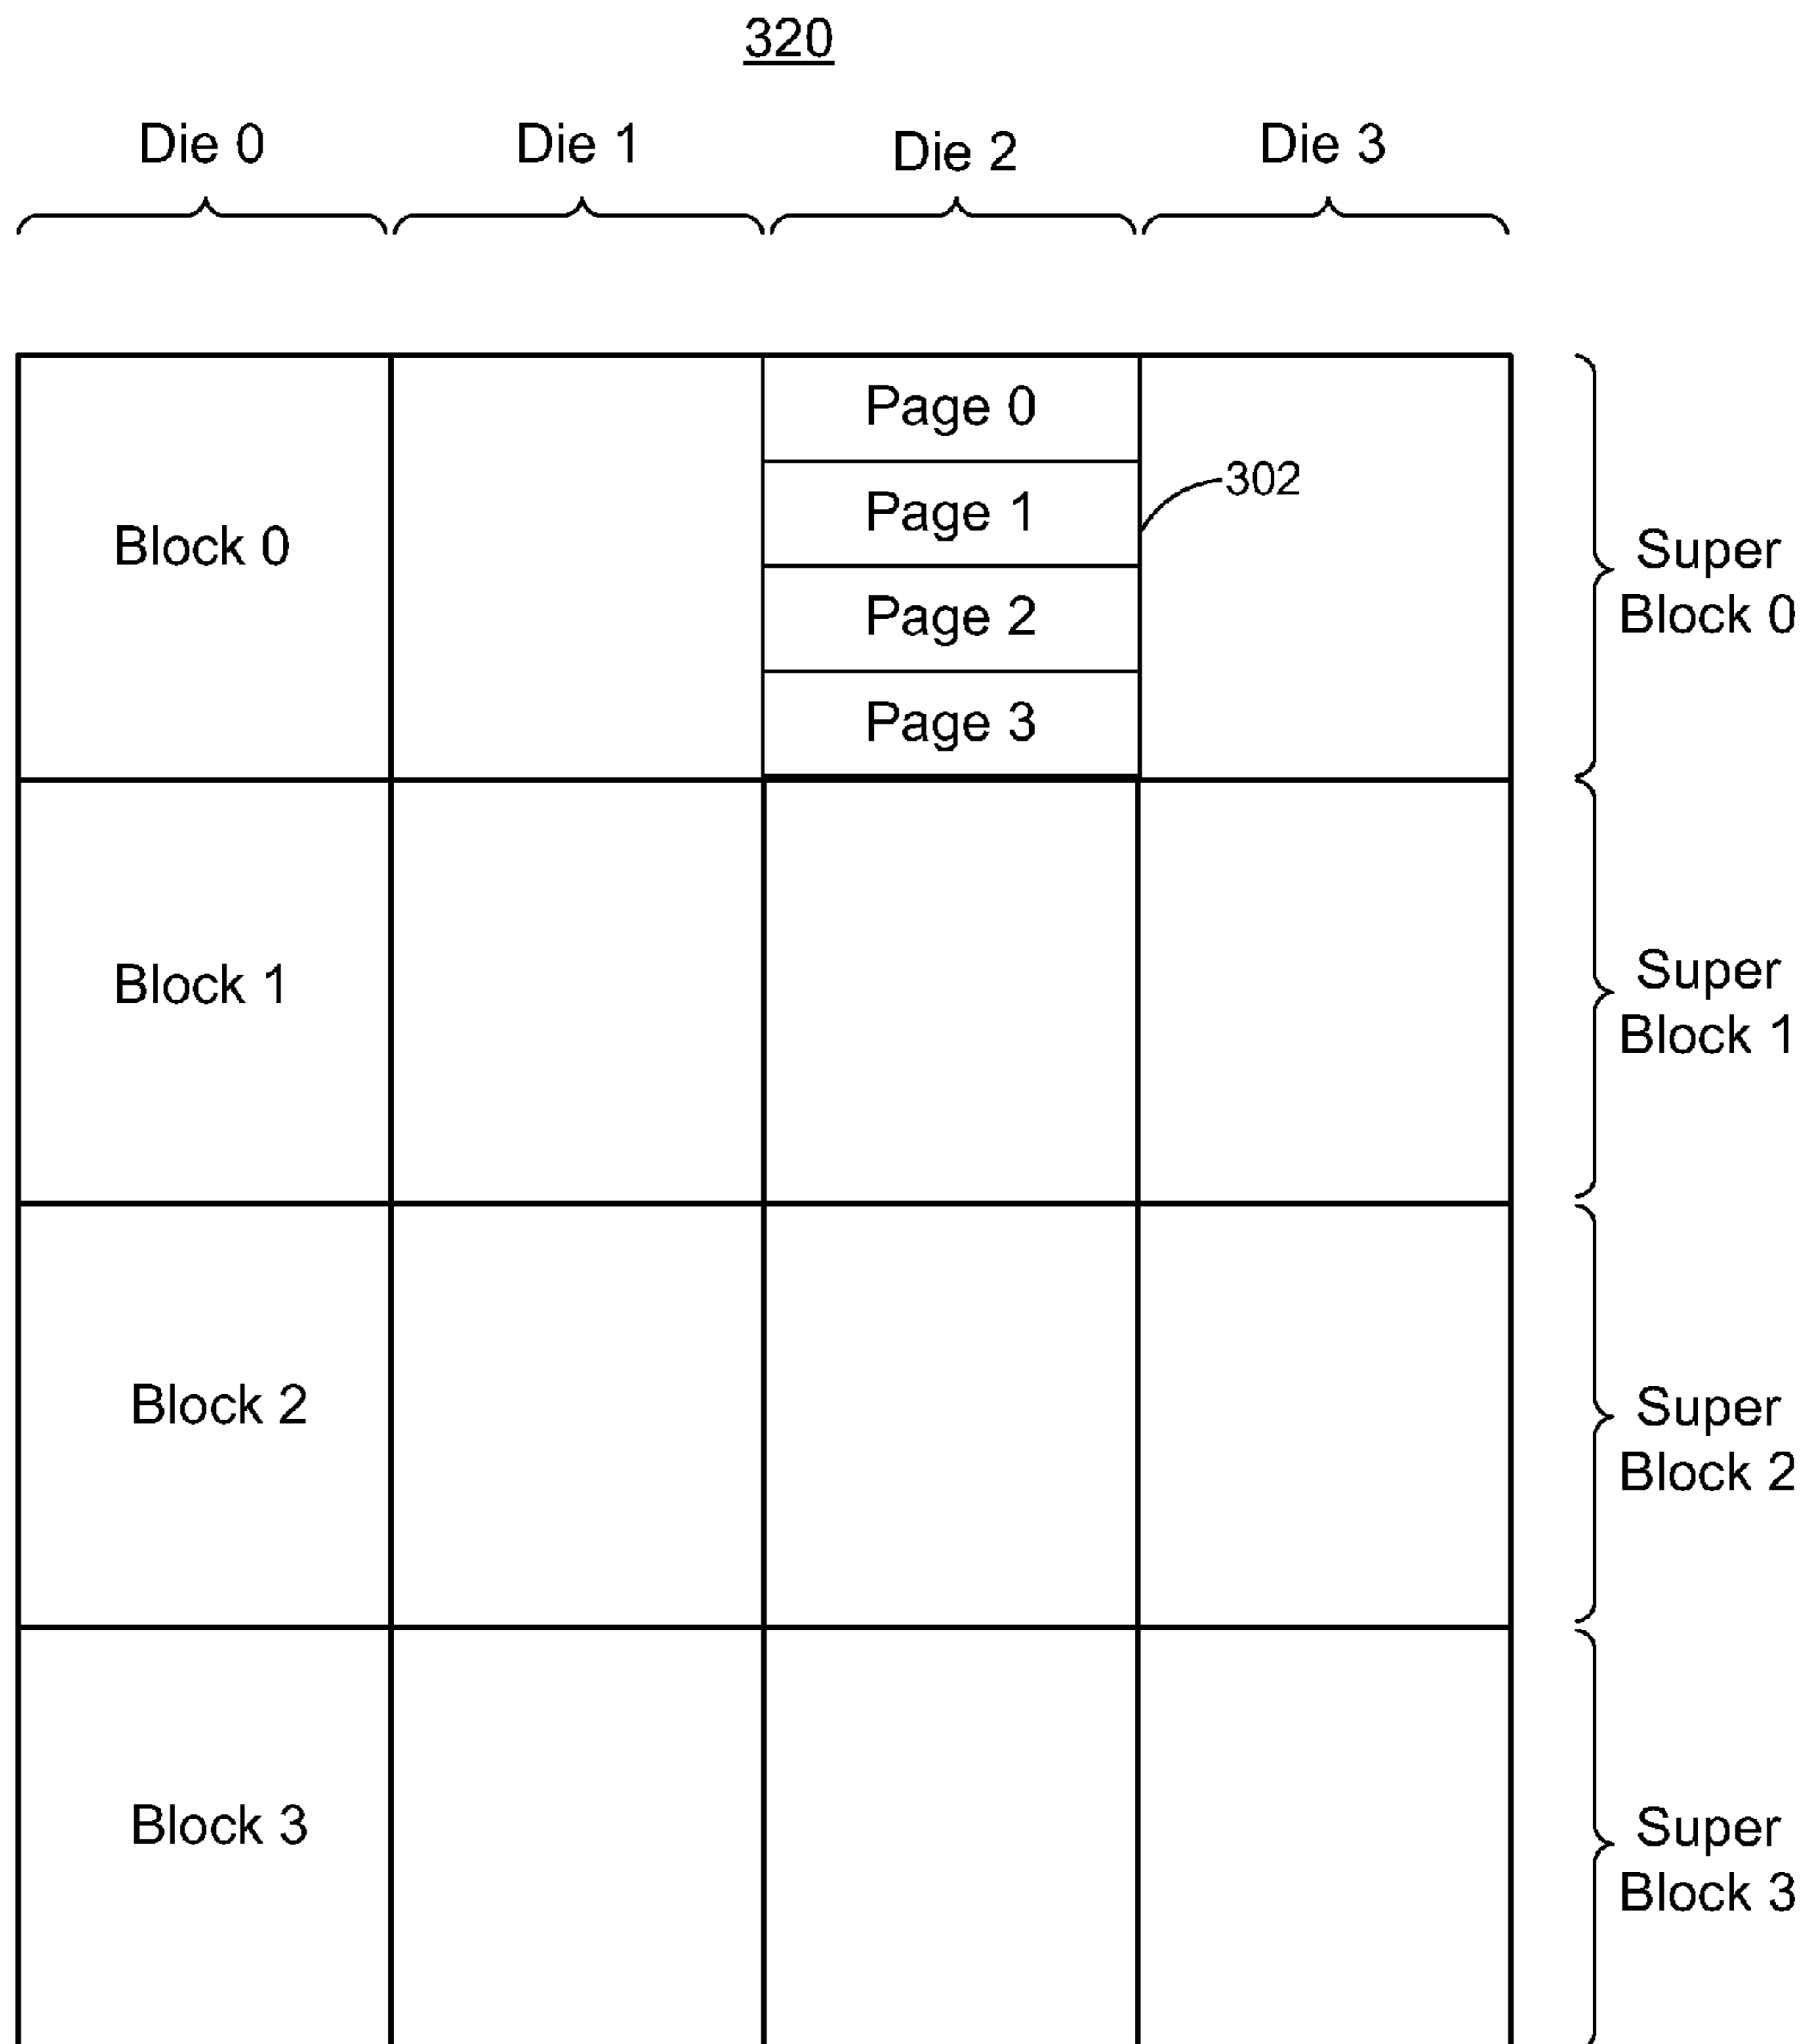 320
Die 0
Die 1
Die 2
Die 3
Page 0
Page 1
302
Block 0
Page 2
Page 3
Super
Block 0
Block 1
Super
Block 1
Block 2
Super
Block 2
Block 3
Super
Block 3